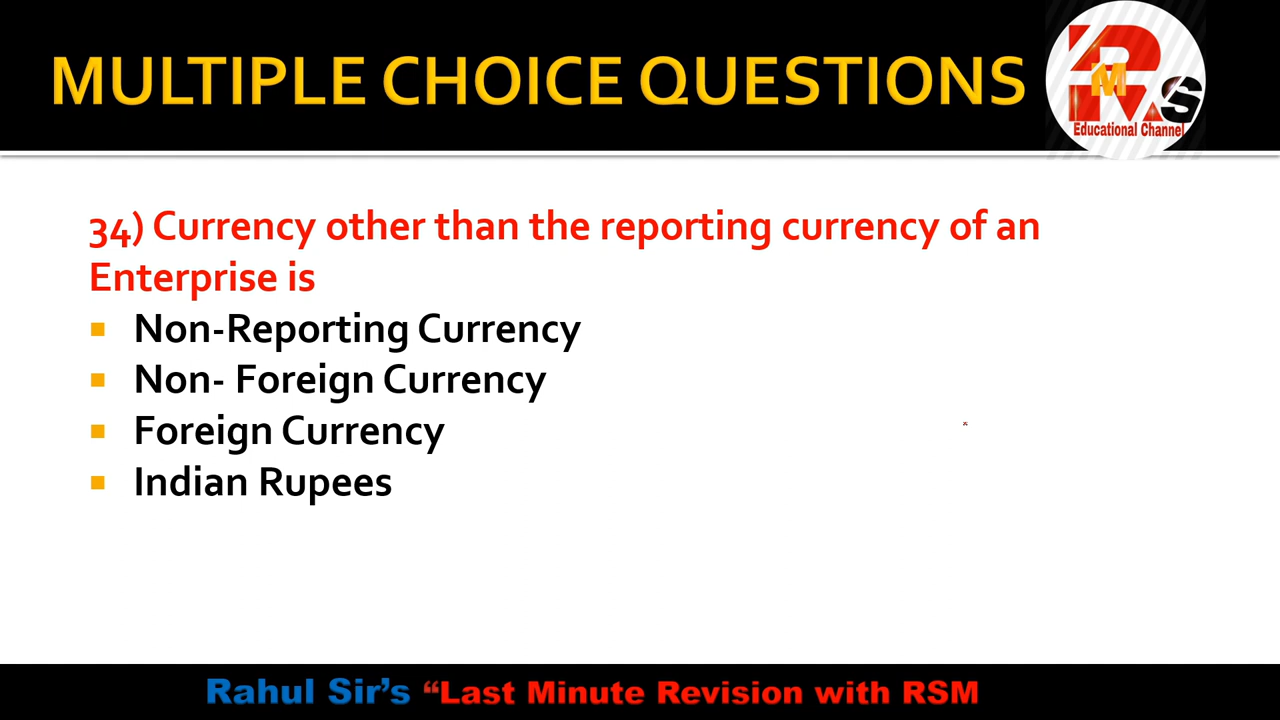 MULTIPLE CHOICE QUESTIONS
RMS
Educational Channel
34) Currency other than the reporting currency of an
Enterprise is
Non-Reporting Currency
Non- Foreign Currency
Foreign Currency
Indian Rupees
Rahul Sir's “Last Minute Revision with RSM